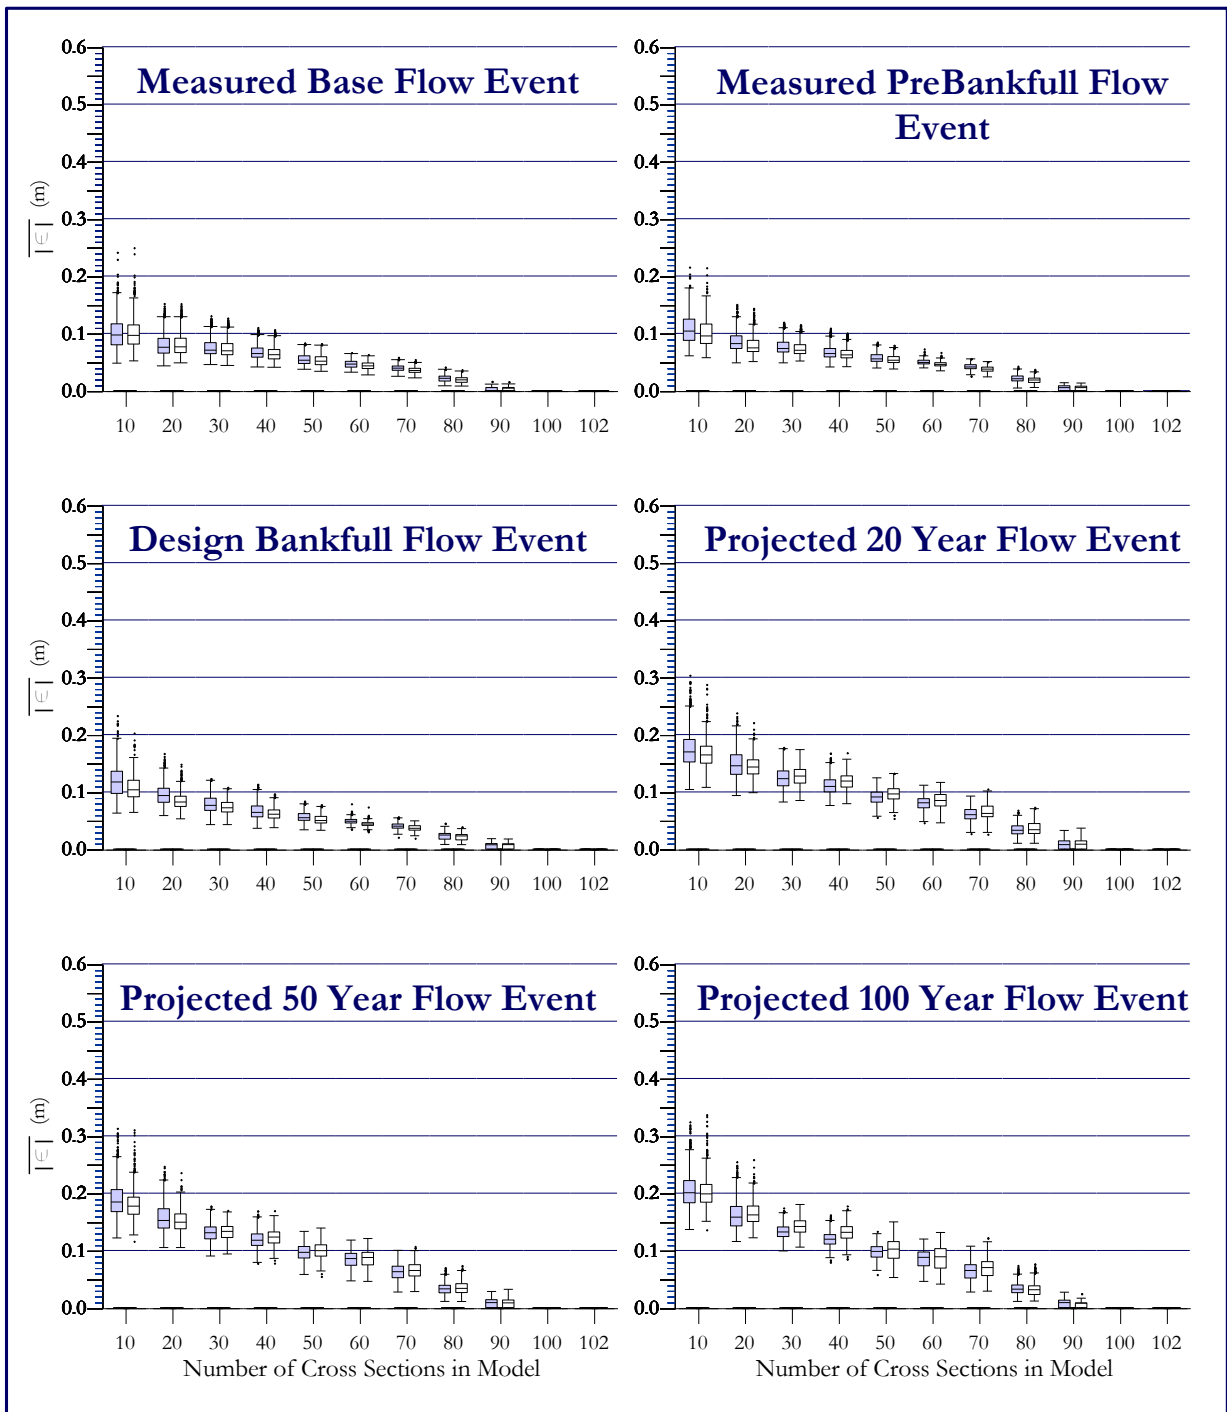 Measured Base Flow Event
0.6
0.5
0.4
0.3
0.2
0.1
0.0
|∈| (m)
10 20 30 40 50 60 70 80 90 100 102
Measured PreBankfull Flow
Event
0.6
0.5
0.4
0.3
0.2
0.1
0.0
10 20 30 40 50 60 70 80 90 100 102
Design Bankfull Flow Event
0.6
0.5
0.4
0.3
0.2
0.1
0.0
|∈| (m)
10 20 30 40 50 60 70 80 90 100 102
Projected 20 Year Flow Event
0.6
0.5
0.4
0.3
0.2
0.1
0.0
10 20 30 40 50 60 70 80 90 100 102
Projected 50 Year Flow Event
0.6
0.5
0.4
0.3
0.2
0.1
0.0
|∈| (m)
10 20 30 40 50 60 70 80 90 100 102
Number of Cross Sections in Model
Projected 100 Year Flow Event
0.6
0.5
0.4
0.3
0.2
0.1
0.0
10 20 30 40 50 60 70 80 90 100 102
Number of Cross Sections in Model